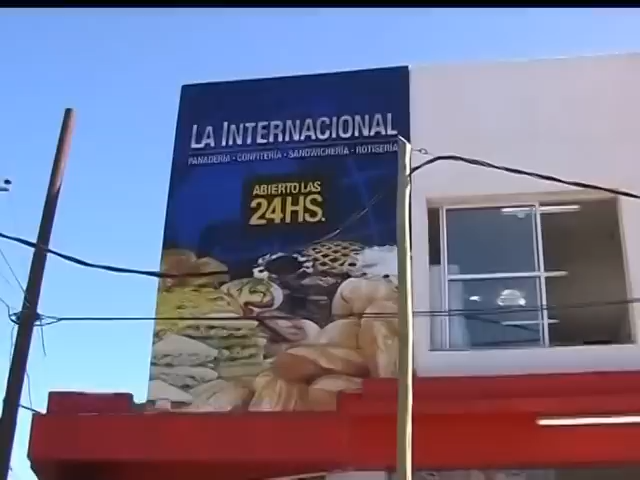 LA INTERNACIONAL
PANADERÍA · CONFITERÍA · SANDWICHERÍA · ROTISERÍA
ABIERTO LAS
24HS.